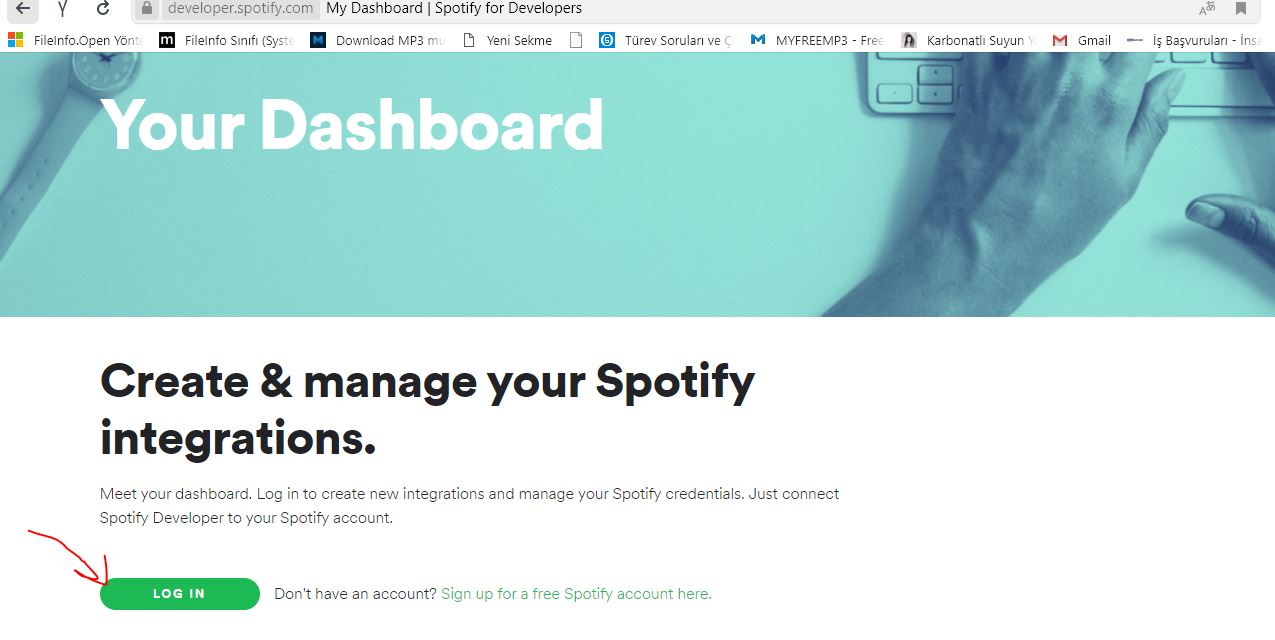 developer.spotify.com My Dashboard | Spotify for Developers
FileInfo.Open Yönt FileInfo Sınıfı (Syste Download MP3 mu Yeni Sekme Türev Soruları ve Ç MYFREEMP3 - Free Karbonatlı Suyun Y Gmail İş Başvuruları - İnsa
Your Dashboard
Create & manage your Spotify
integrations.
Meet your dashboard. Log in to create new integrations and manage your Spotify credentials. Just connect
Spotify Developer to your Spotify account.
LOG IN Don't have an account? Sign up for a free Spotify account here.